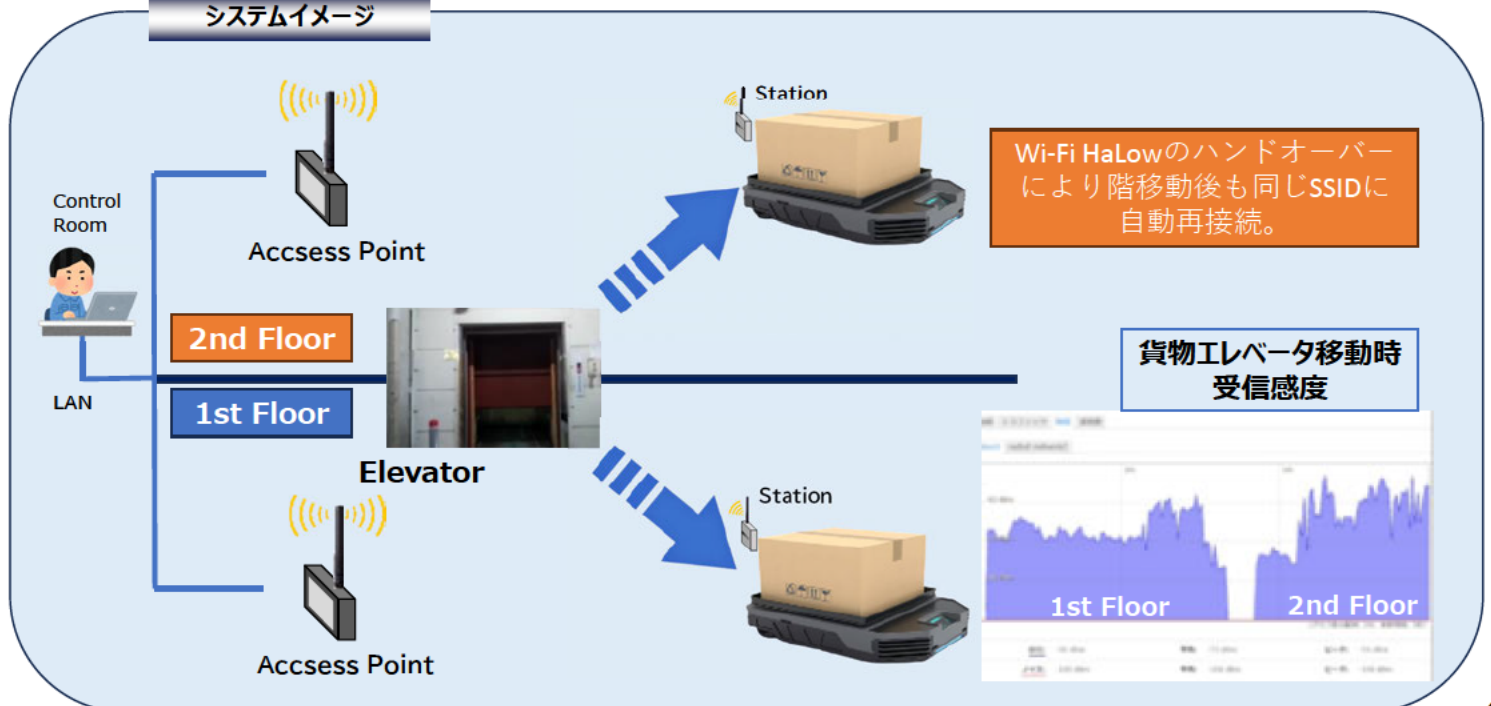 システムイメージ
Station
Wi-Fi HaLowのハンドオーバー
により階移動後も同じSSIDに
自動再接続。
Control
Room
Accsess Point
2nd Floor
貨物エレベータ移動時
受信感度
LAN
1st Floor
Elevator
Station
1st Floor
2nd Floor
Accsess Point